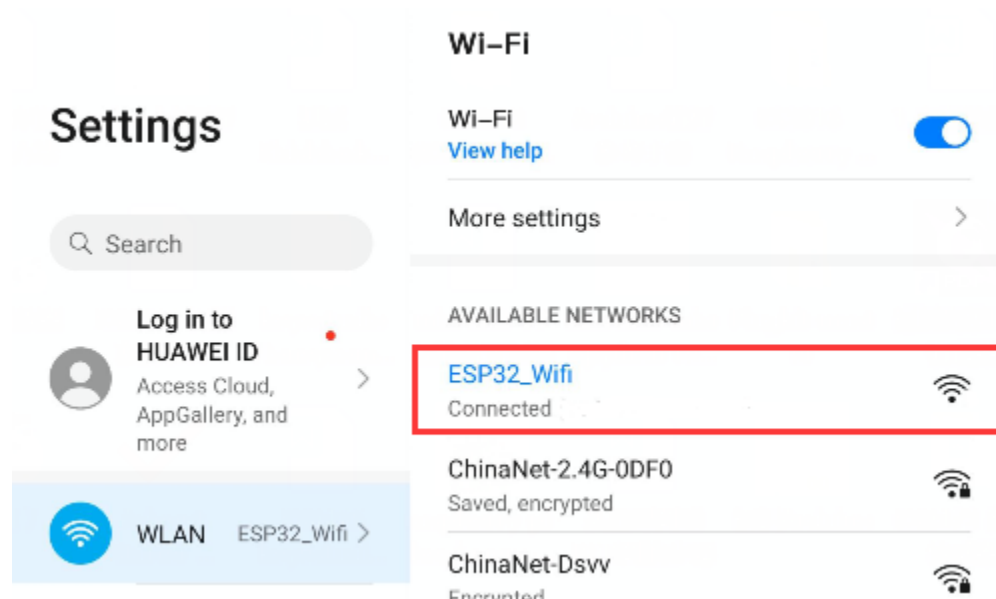 Settings
Search
Log in to
HUAWEI ID
Access Cloud,
AppGallery, and
more
WLAN ESP32_Wifi
Wi-Fi
Wi-Fi
View help
More settings
AVAILABLE NETWORKS
ESP32_Wifi
Connected
ChinaNet-2.4G-0DF0
Saved, encrypted
ChinaNet-Dsvv
Encrypted